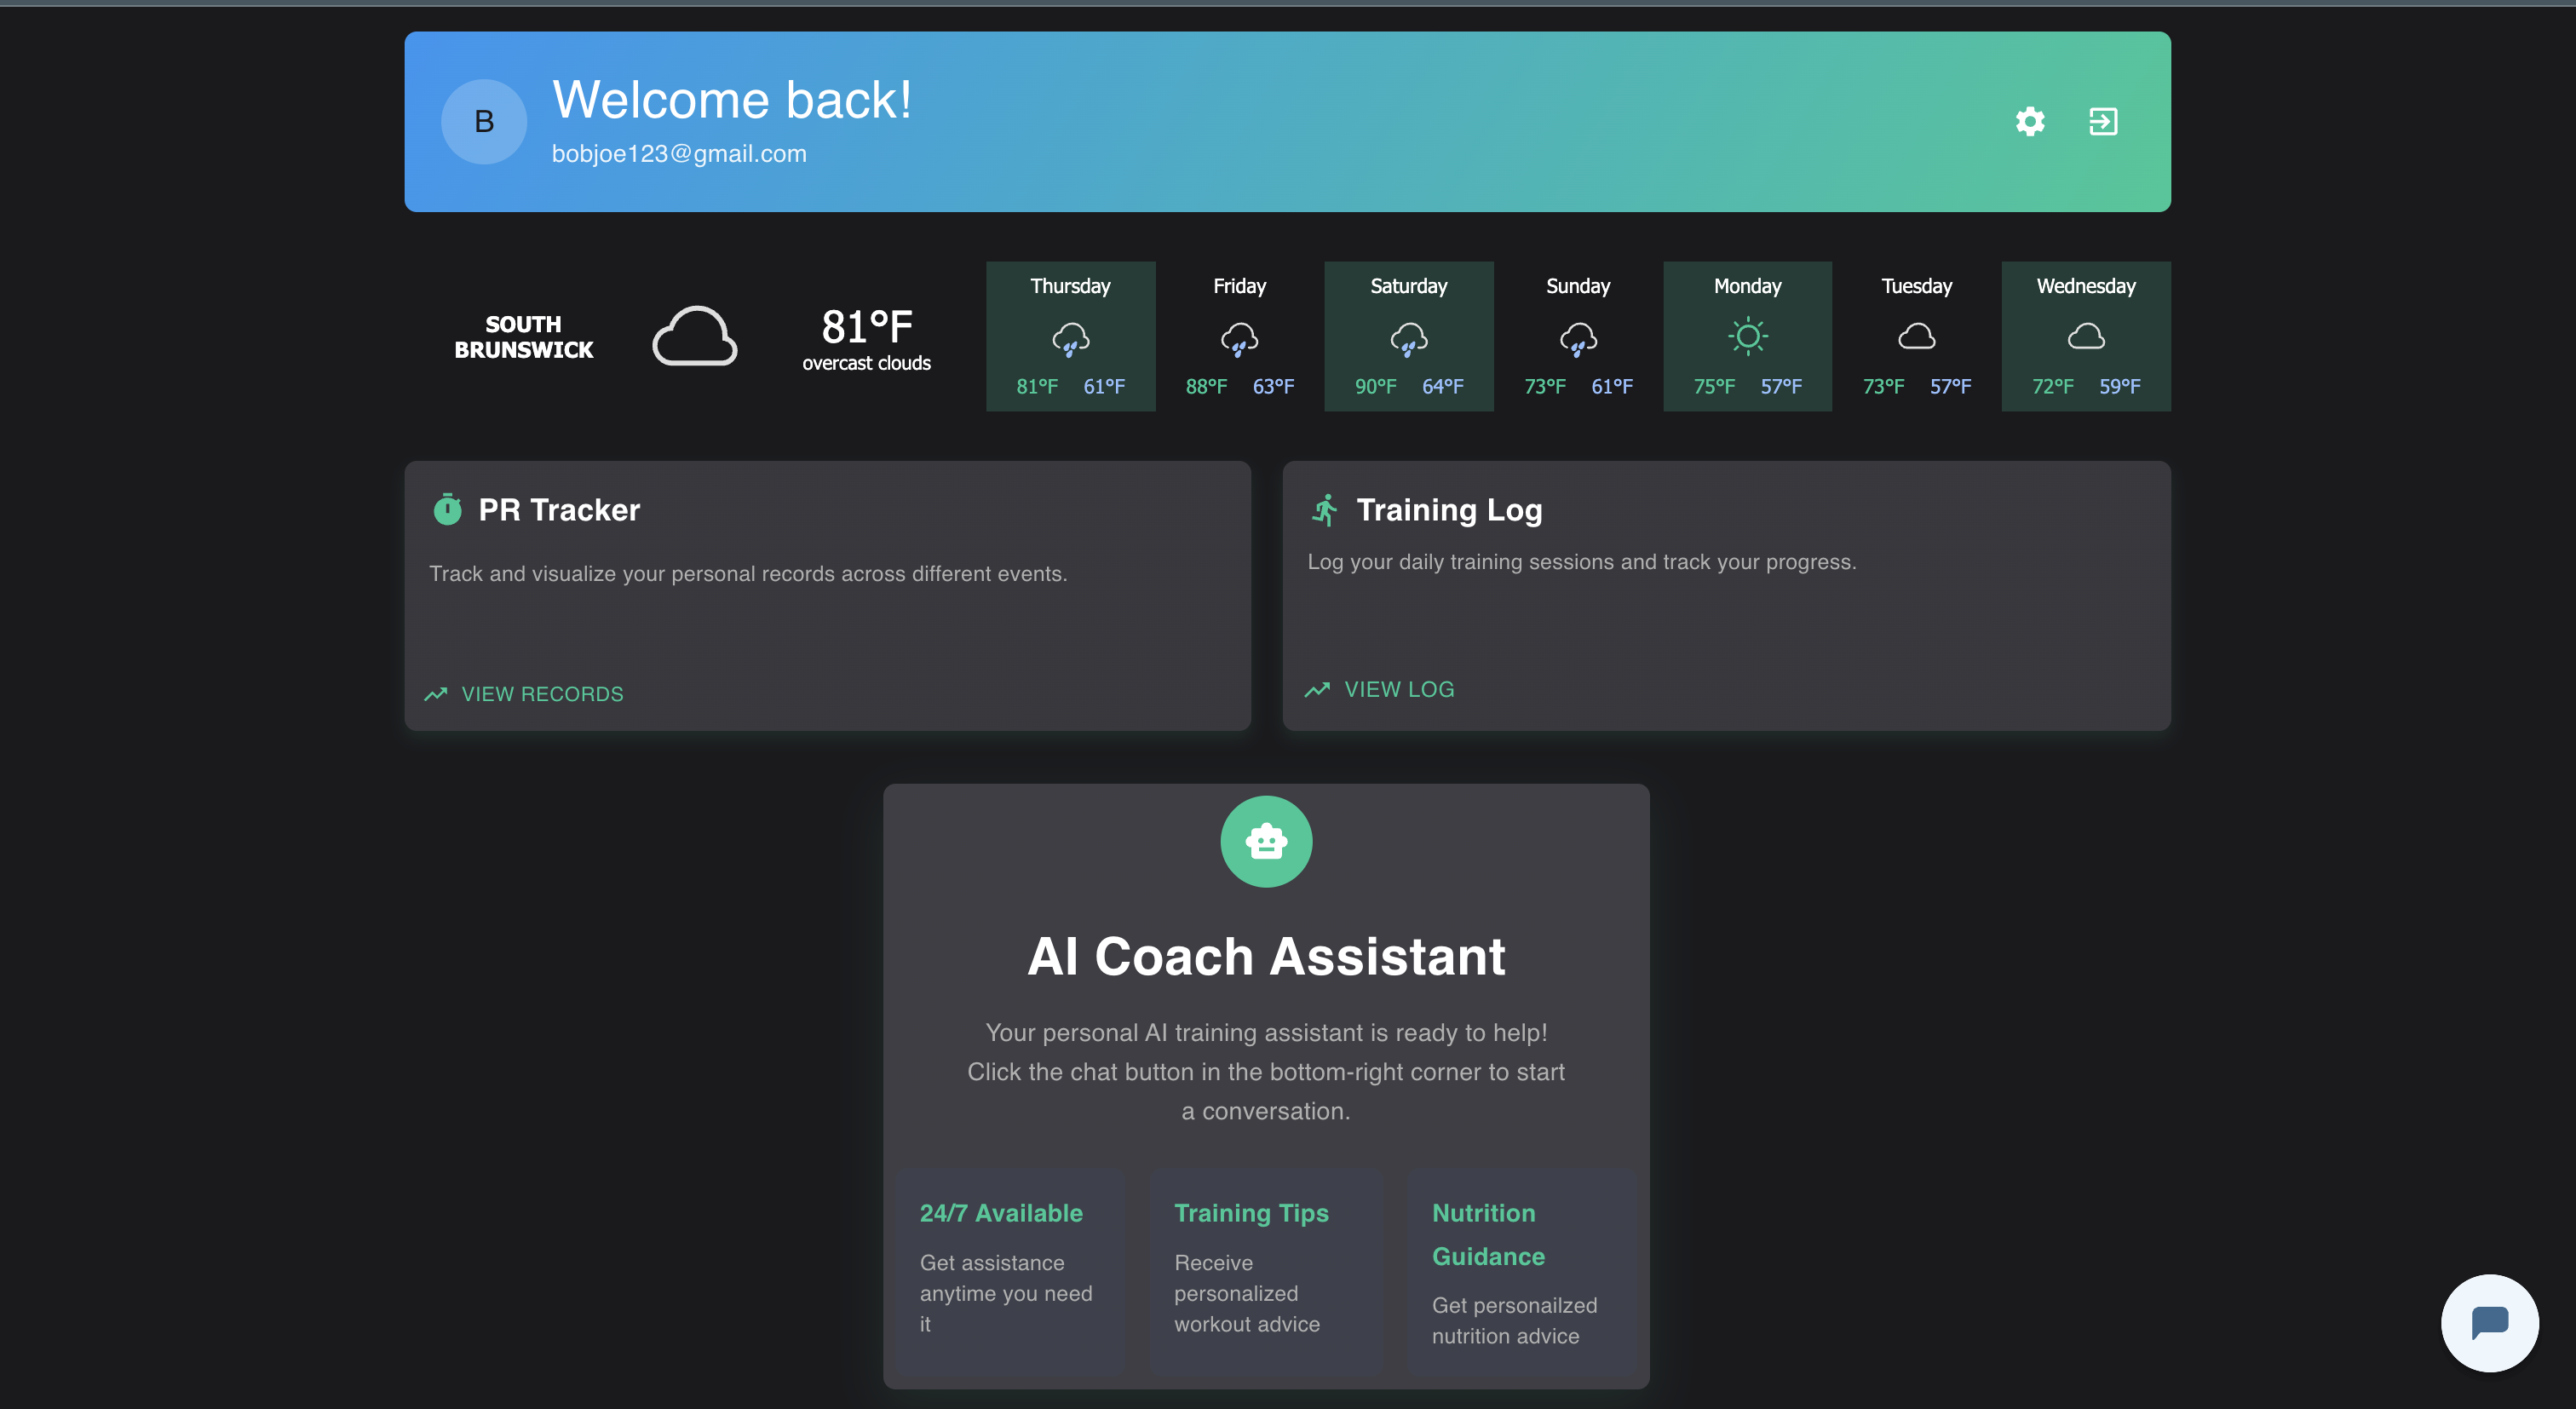 B
Welcome back!
bobjoe123@gmail.com
SOUTH
BRUNSWICK
81°F
overcast clouds
Thursday
81°F 61°F
Friday
88°F 63°F
Saturday
90°F 64°F
Sunday
73°F 61°F
Monday
75°F 57°F
Tuesday
73°F 57°F
Wednesday
72°F 59°F
PR Tracker
Track and visualize your personal records across different events.
VIEW RECORDS
Training Log
Log your daily training sessions and track your progress.
VIEW LOG
AI Coach Assistant
Your personal AI training assistant is ready to help!
Click the chat button in the bottom-right corner to start
a conversation.
24/7 Available
Get assistance
anytime you need
it
Training Tips
Receive
personalized
workout advice
Nutrition
Guidance
Get personailzed
nutrition advice